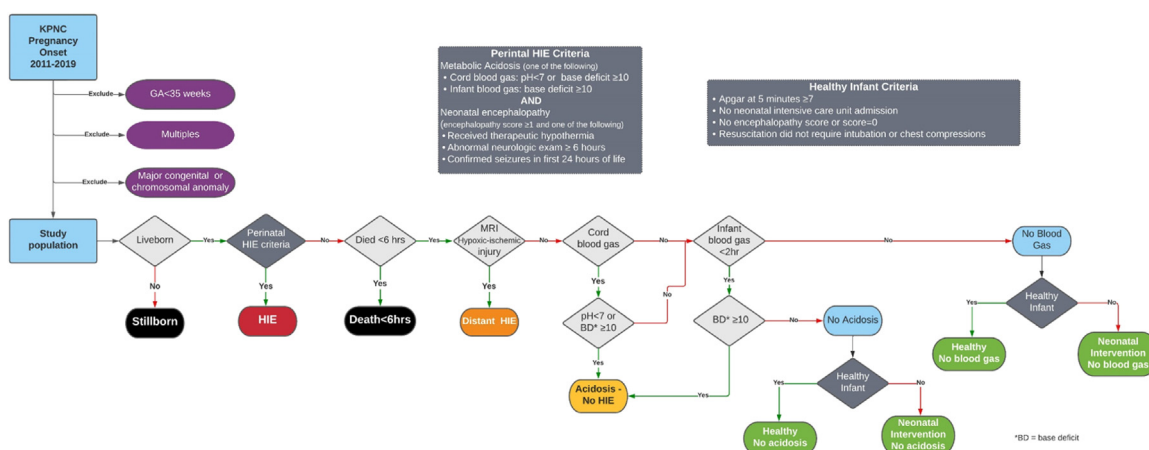 KPNC
Pregnancy
Onset
2011-2019
Exclude
GA<35 weeks
Exclude
Multiples
Exclude
Major congenital or
chromosomal anomaly
Study
population
Perintal HIE Criteria
Metabolic Acidosis (one of the following)
• Cord blood gas: pH<7 or base deficit ≥10
• Infant blood gas: base deficit ≥10
AND
Neonatal encephalopathy
(encephalopathy score ≥1 and one of the following)
• Received therapeutic hypothermia
• Abnormal neurologic exam ≥ 6 hours
• Confirmed seizures in first 24 hours of life
Healthy Infant Criteria
• Apgar at 5 minutes ≥7
• No neonatal intensive care unit admission
• No encephalopathy score or score=0
• Resuscitation did not require intubation or chest compressions
Liveborn
Yes
Perinatal
HIE criteria
No
Died <6 hrs
Yes
MRI
Hypoxic-ischemic
injury
No
Cord
blood gas
No
Infant
blood gas
<2hr
No
No Blood
Gas
No
Stillborn
Yes
HIE
Yes
Death<6hrs
Yes
Distant HIE
Yes
pH<7 or
BD* ≥10
No
Yes
Acidosis -
No HIE
Yes
BD* ≥10
Yes
No
No Acidosis
Healthy
Infant
Yes
Healthy
No acidosis
No
Neonatal
Intervention
No acidosis
Healthy
Infant
Yes
Healthy
No blood gas
No
Neonatal
Intervention
No blood gas
*BD = base deficit